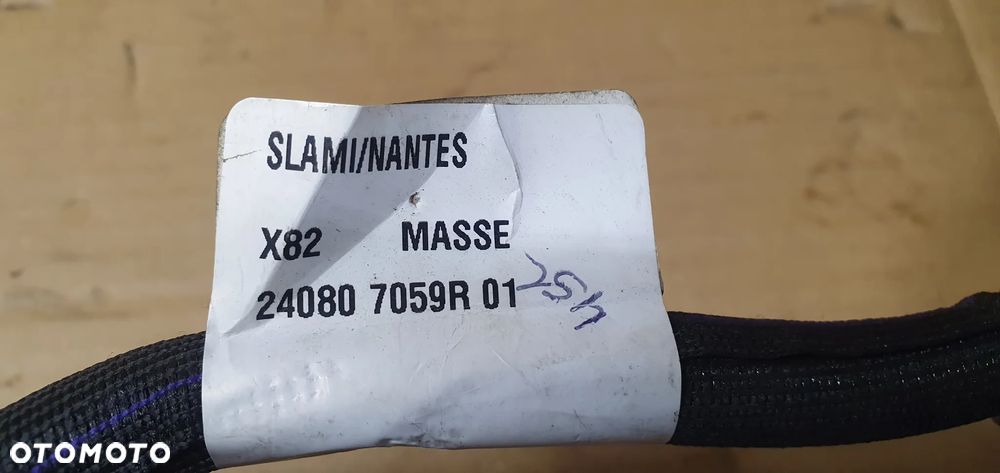 SLAMI/NANTES
X82 MASSE
24080 7059R 01
OTOMOTO